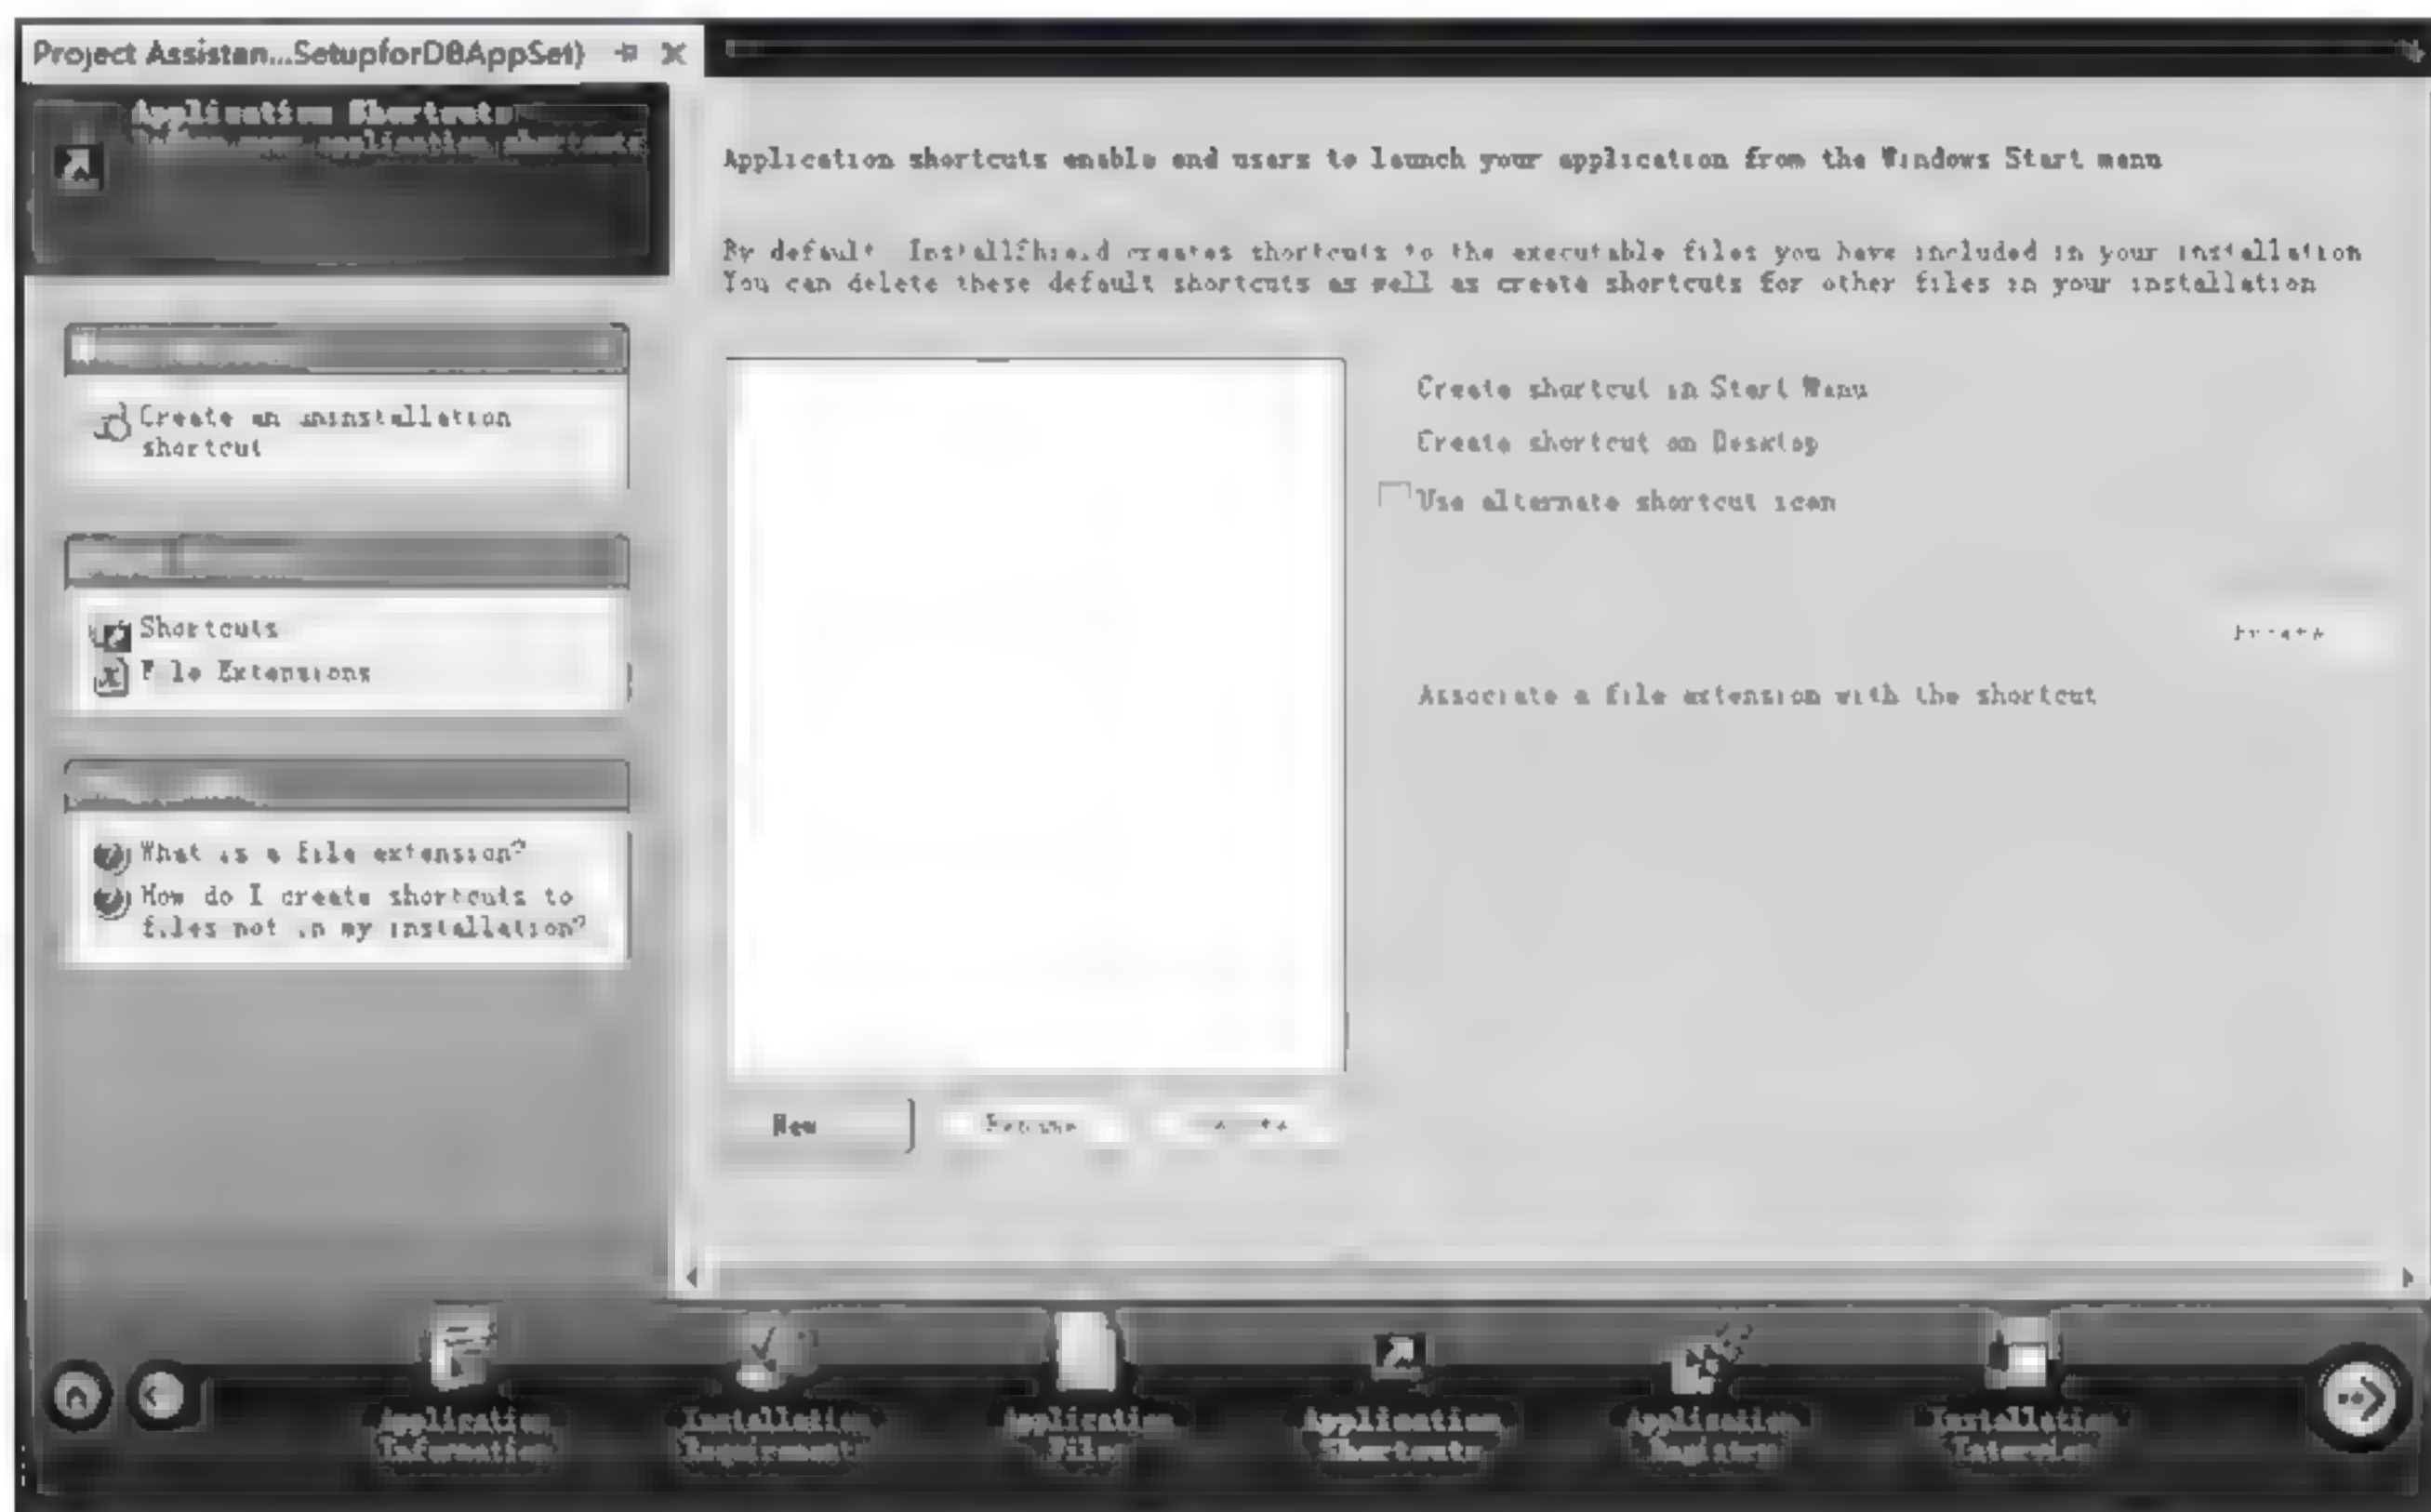 Project Assistan...SetupforDBAppSet)
Application Shortcuts
application shortcuts
Application shortcuts enable end users to launch your application from the Windows Start menu
By default InstallShield creates shortcuts to the executable files you have included in your installation
You can delete these default shortcuts as well as create shortcuts for other files in your installation
Create an uninstallation
shortcut
Create shortcut in Start Menu
Create shortcut on Desktop
Use alternate shortcut icon
Shortcuts
File Extensions
Associate a file extension with the shortcut
What is a file extension?
How do I create shortcuts to
files not in my installation?
New
Rename
Application
Information
Installation
Requirements
Application
Files
Application
Shortcuts
Application
Registry
Installation
Interview